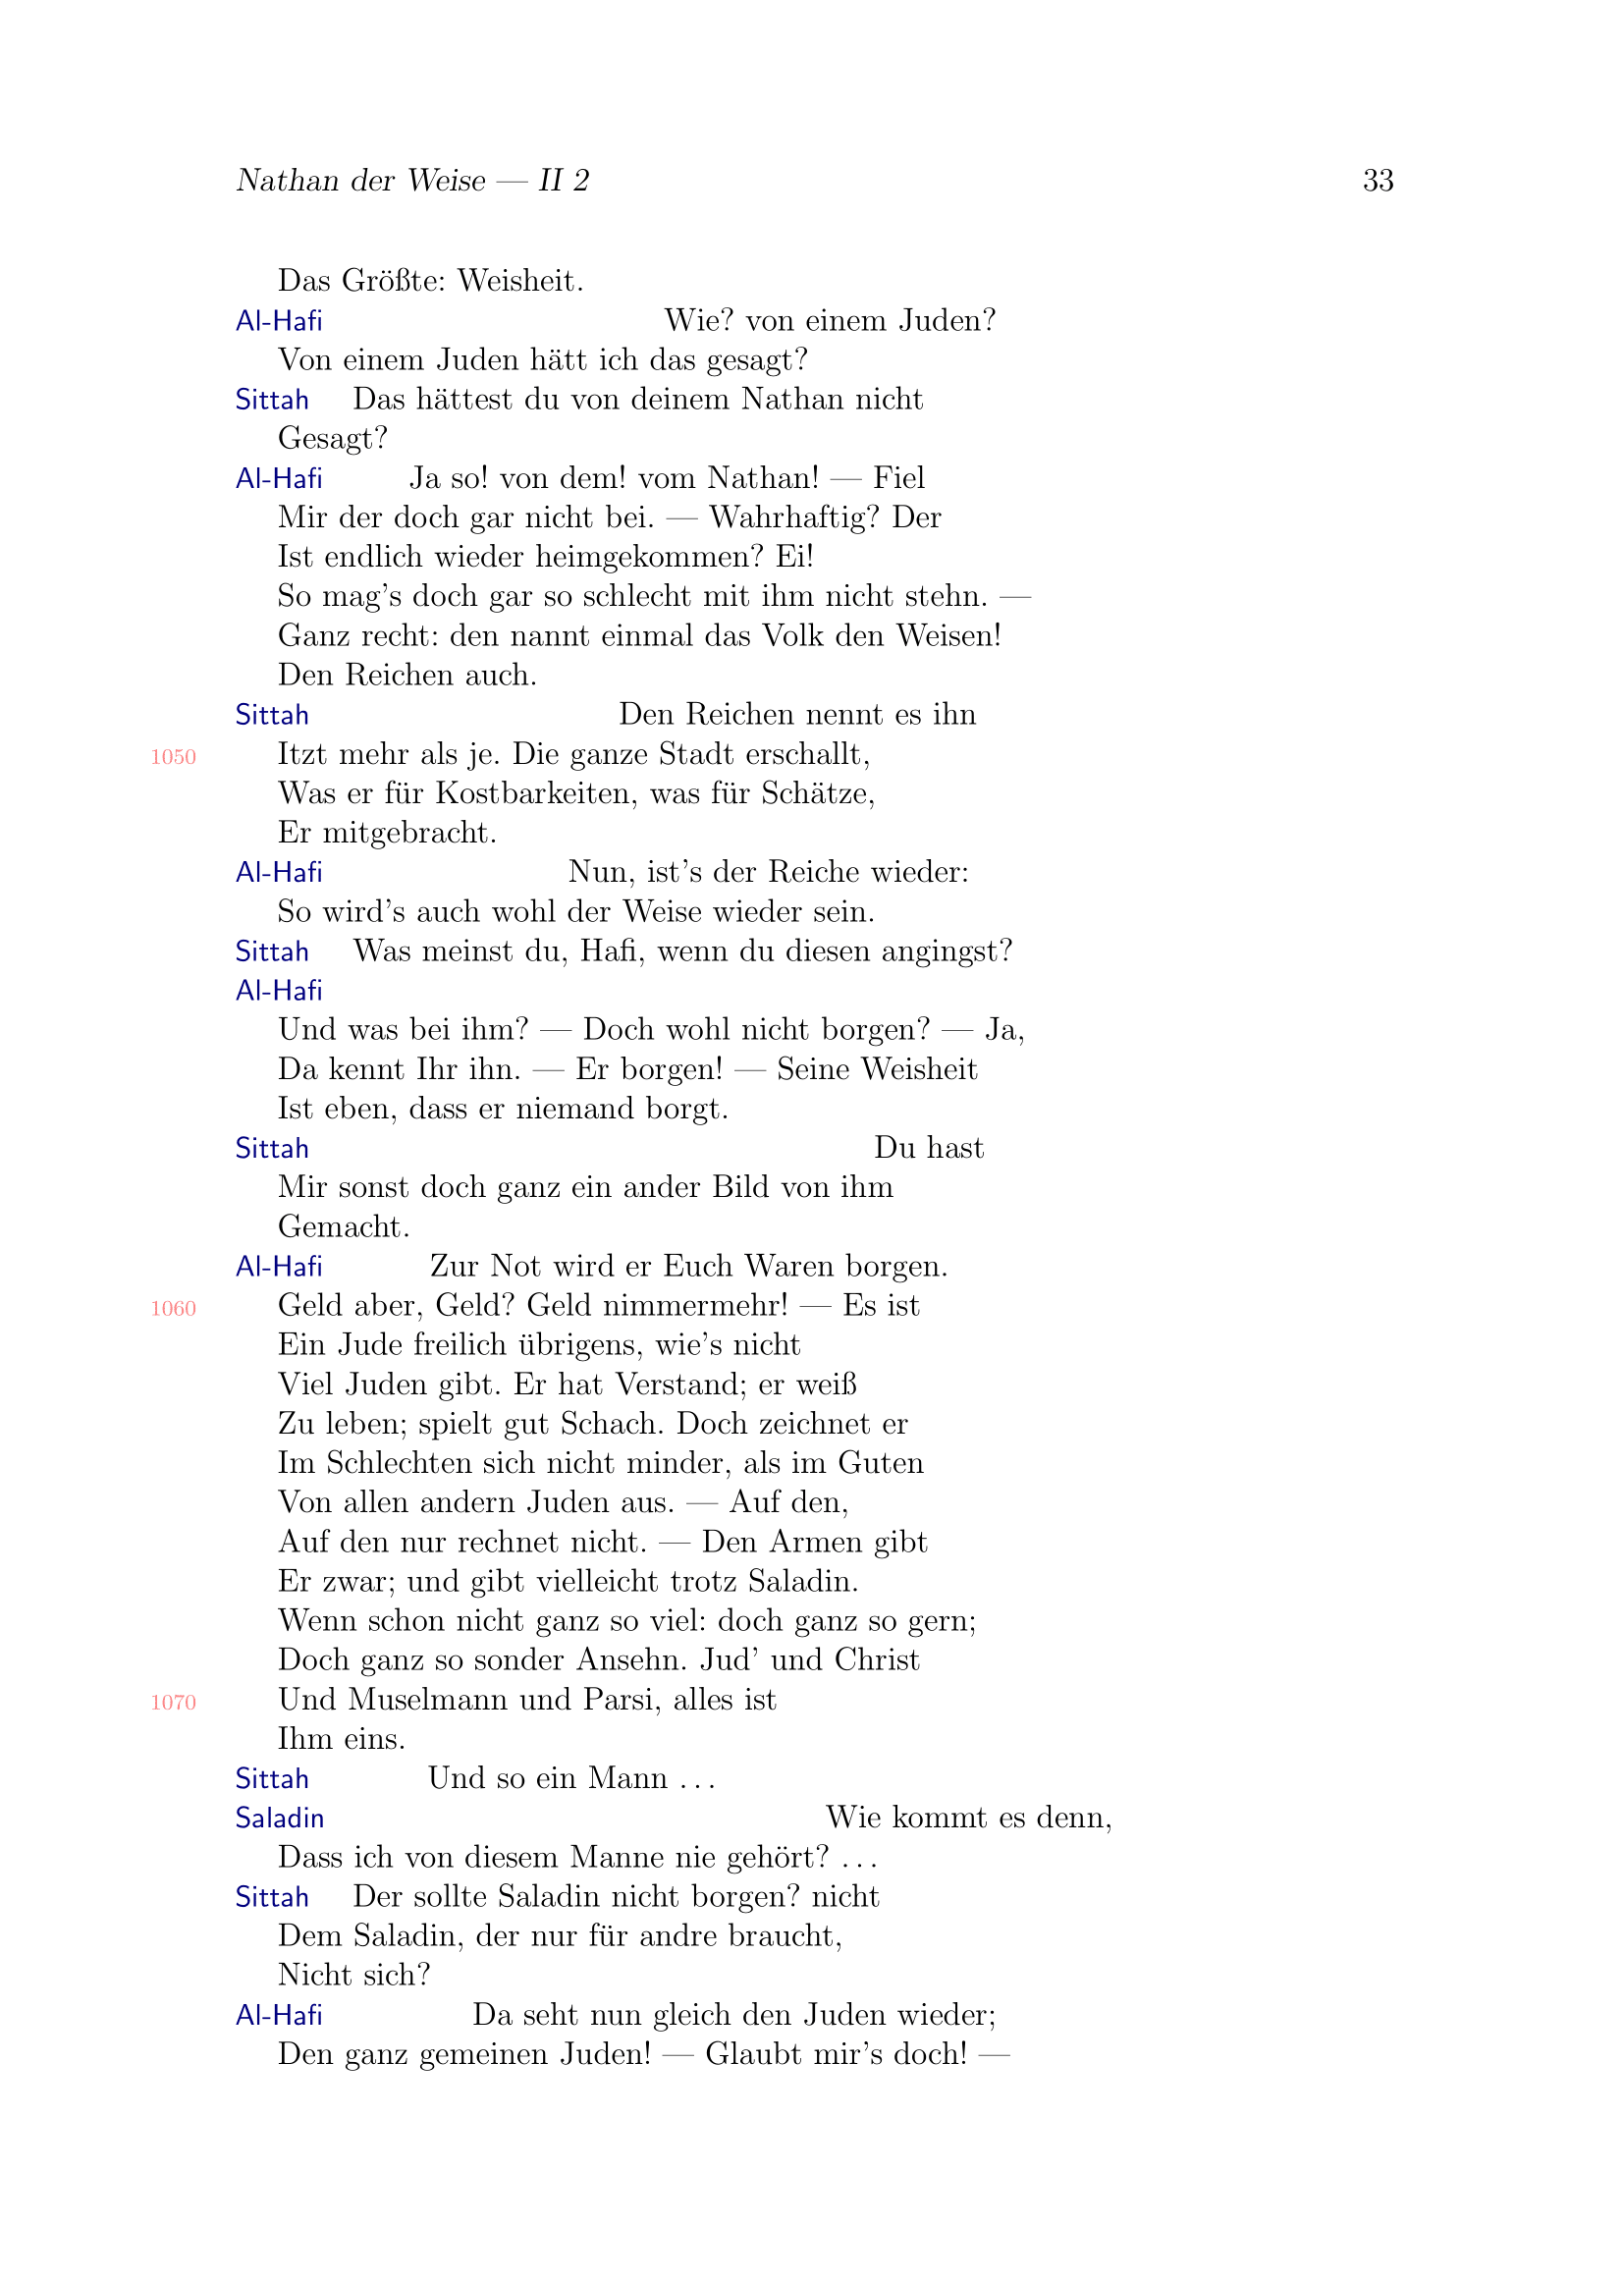 Nathan der Weise — II 2 33
Das Größte: Weisheit.
Al-Hafi Wie? von einem Juden?
Von einem Juden hätt ich das gesagt?
Sittah Das hättest du von deinem Nathan nicht
Gesagt?
Al-Hafi Ja so! von dem! vom Nathan! — Fiel
Mir der doch gar nicht bei. — Wahrhaftig? Der
Ist endlich wieder heimgekommen? Ei!
So mag's doch gar so schlecht mit ihm nicht stehn. —
Ganz recht: den nannt einmal das Volk den Weisen!
Den Reichen auch.
Sittah Den Reichen nennt es ihn
1050 Itzt mehr als je. Die ganze Stadt erschallt,
Was er für Kostbarkeiten, was für Schätze,
Er mitgebracht.
Al-Hafi Nun, ist's der Reiche wieder:
So wird's auch wohl der Weise wieder sein.
Sittah Was meinst du, Hafi, wenn du diesen angingst?
Al-Hafi
Und was bei ihm? — Doch wohl nicht borgen? — Ja,
Da kennt Ihr ihn. — Er borgen! — Seine Weisheit
Ist eben, dass er niemand borgt.
Sittah Du hast
Mir sonst doch ganz ein ander Bild von ihm
Gemacht.
Al-Hafi Zur Not wird er Euch Waren borgen.
1060 Geld aber, Geld? Geld nimmermehr! — Es ist
Ein Jude freilich übrigens, wie's nicht
Viel Juden gibt. Er hat Verstand; er weiß
Zu leben; spielt gut Schach. Doch zeichnet er
Im Schlechten sich nicht minder, als im Guten
Von allen andern Juden aus. — Auf den,
Auf den nur rechnet nicht. — Den Armen gibt
Er zwar; und gibt vielleicht trotz Saladin.
Wenn schon nicht ganz so viel: doch ganz so gern;
Doch ganz so sonder Ansehn. Jud' und Christ
1070 Und Muselmann und Parsi, alles ist
Ihm eins.
Sittah Und so ein Mann ...
Saladin Wie kommt es denn,
Dass ich von diesem Manne nie gehört? ...
Sittah Der sollte Saladin nicht borgen? nicht
Dem Saladin, der nur für andre braucht,
Nicht sich?
Al-Hafi Da seht nun gleich den Juden wieder;
Den ganz gemeinen Juden! — Glaubt mir's doch! —